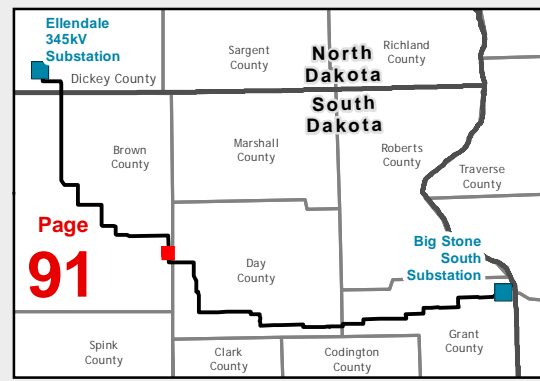 Ellendale
345kV
Substation
Dickey County
Sargent
County
North
Dakota
Richland
County
South
Dakota
Brown
County
Marshall
County
Roberts
County
Traverse
County
Page
91
Day
County
Big Stone
South
Substation
Grant
County
Spink
County
Clark
County
Codington
County